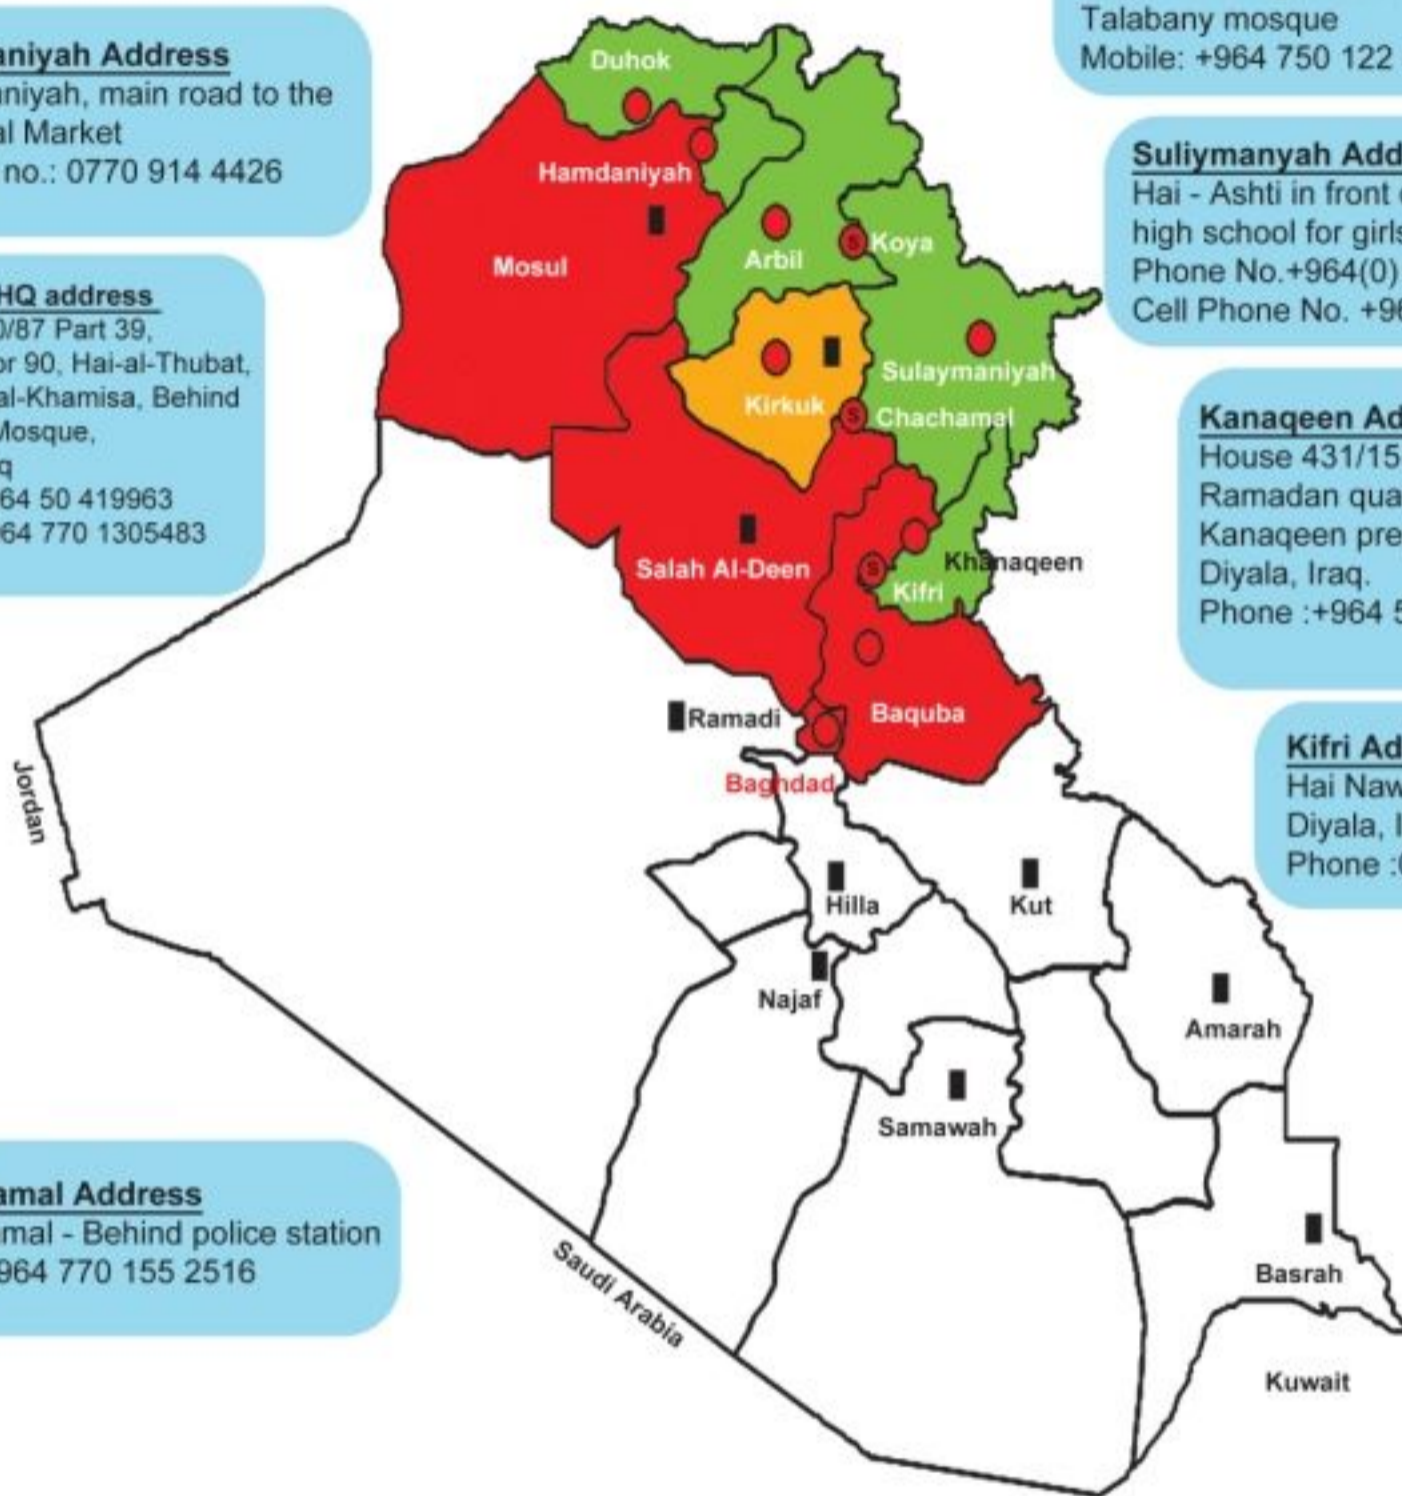 aniyah Address
aniyah, main road to the
al Market
no.: 0770 914 4426
HQ address
0/87 Part 39,
or 90, Hai-al-Thubat,
al-Khamisa, Behind
Mosque,
q
64 50 419963
64 770 1305483
amal Address
mal - Behind police station
964 770 155 2516
Talabany mosque
Mobile: +964 750 122
Suliymanyah Add
Hai - Ashti in front
high school for girls
Phone No.+964(0)
Cell Phone No. +96
Kanaqeen Ad
House 431/15
Ramadan qua
Kanaqeen pre
Diyala, Iraq.
Phone :+964 5
Kifri Ad
Hai Naw
Diyala, I
Phone :
Duhok
Hamdaniyah
Mosul
Arbil
S
Koya
Sulaymaniyah
Kirkuk
S
Chachamal
Salah Al-Deen
Khanaqeen
S
Kifri
Ramadi
Baquba
Baghdad
Jordan
Hilla
Kut
Najaf
Amarah
Samawah
Saudi Arabia
Basrah
Kuwait